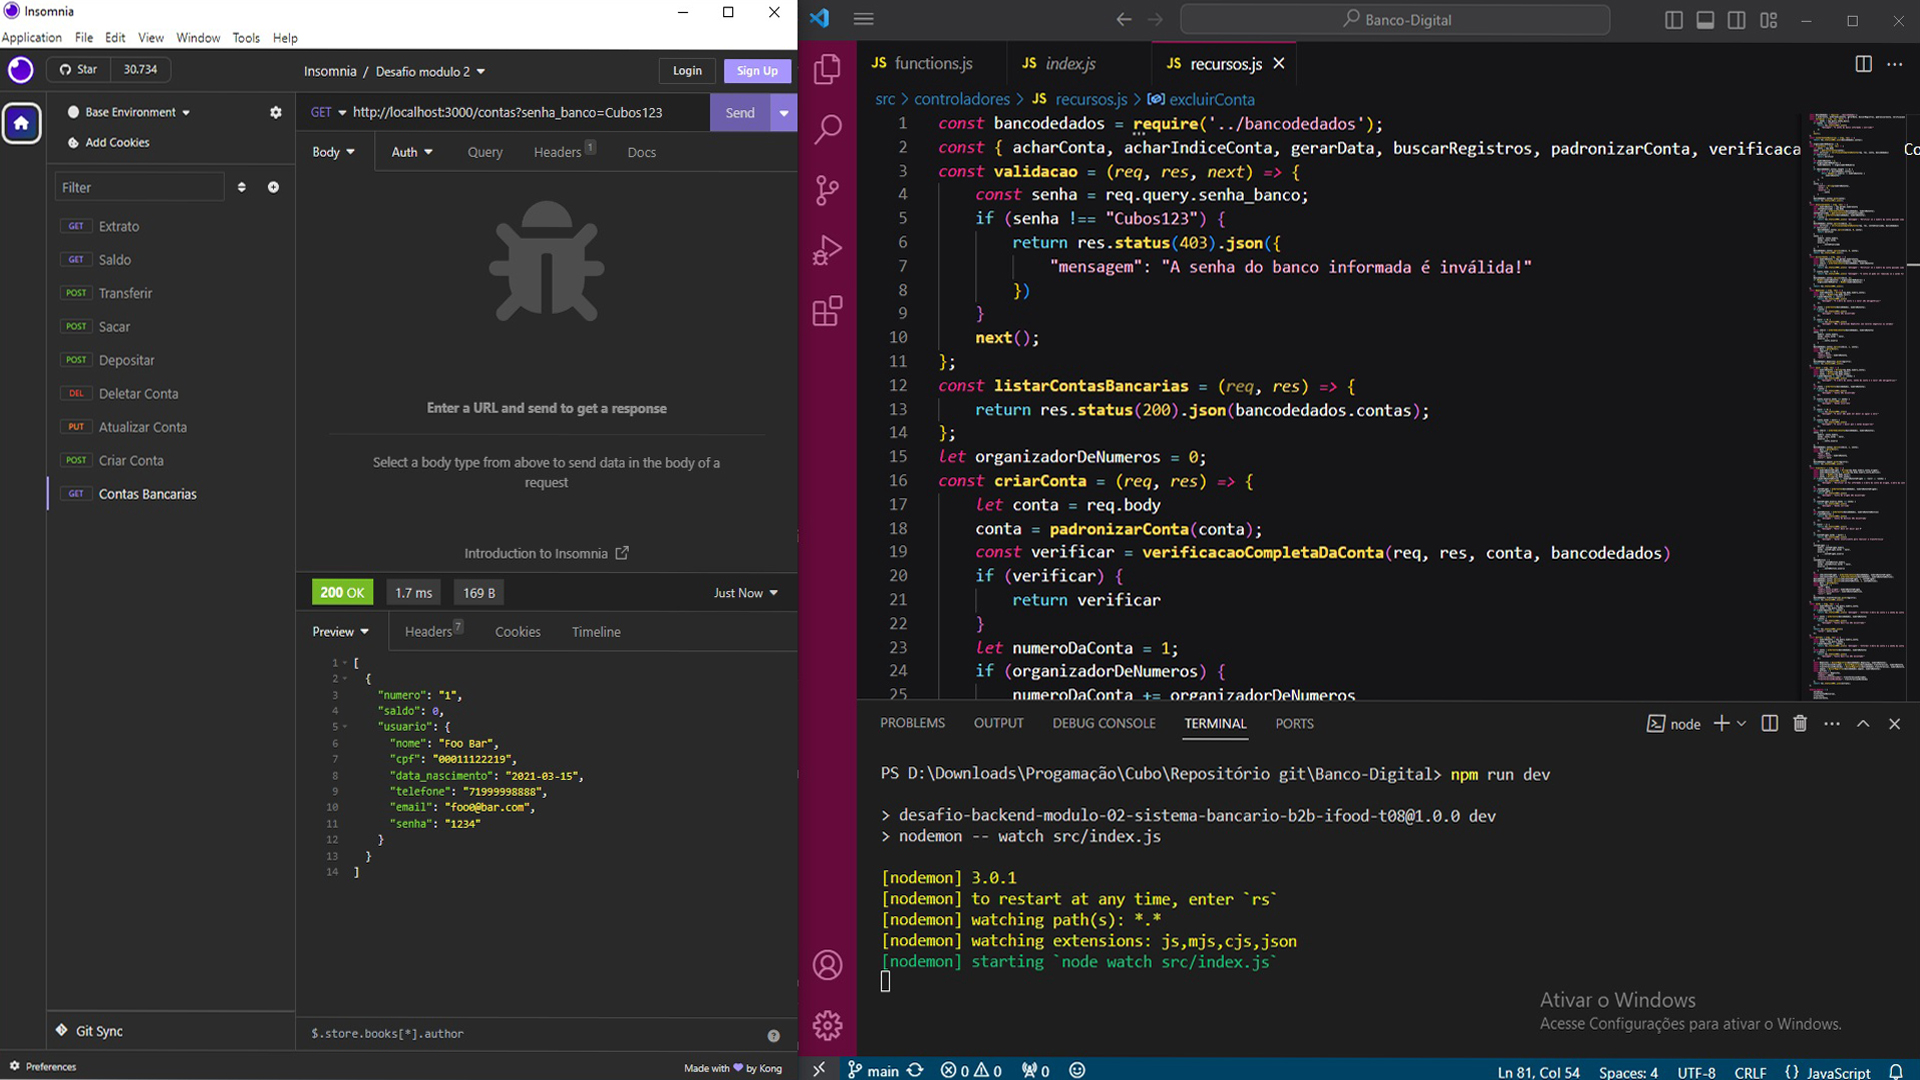 Insomnia
Application File Edit View Window Tools Help
Star 30.734
Insomnia / Desafio modulo 2
Login Sign Up
Base Environment
Add Cookies
Filter
GET Extrato
GET Saldo
POST Transferir
POST Sacar
POST Depositar
DEL Deletar Conta
PUT Atualizar Conta
POST Criar Conta
GET Contas Bancarias
Git Sync
Preferences
GET http://localhost:3000/contas?senha_banco=Cubos123 Send
Body Auth Query Headers 1 Docs
Enter a URL and send to get a response
Select a body type from above to send data in the body of a
request
Introduction to Insomnia
200 OK 1.7 ms 169 B Just Now
Preview Headers 7 Cookies Timeline
1 [
2 {
3 "numero": "1",
4 "saldo": 0,
5 "usuario": {
6 "nome": "Foo Bar",
7 "cpf": "00011122219",
8 "data_nascimento": "2021-03-15",
9 "telefone": "71999998888",
10 "email": "foo0@bar.com",
11 "senha": "1234"
12 }
13 }
14 ]
$.store.books[*].author
Made with by Kong
Banco-Digital
JS functions.js JS index.js JS recursos.js
src > controladores > JS recursos.js > excluirConta
1 const bancodedados = require('../bancodedados');
2 const { acharConta, acharIndiceConta, gerarData, buscarRegistros, padronizarConta, verificaca Co
3 const validacao = (req, res, next) => {
4 const senha = req.query.senha_banco;
5 if (senha !== "Cubos123") {
6 return res.status(403).json({
7 "mensagem": "A senha do banco informada é inválida!"
8 })
9 }
10 next();
11 };
12 const listarContasBancarias = (req, res) => {
13 return res.status(200).json(bancodedados.contas);
14 };
15 let organizadorDeNumeros = 0;
16 const criarConta = (req, res) => {
17 let conta = req.body
18 conta = padronizarConta(conta);
19 const verificar = verificacaoCompletaDaConta(req, res, conta, bancodedados)
20 if (verificar) {
21 return verificar
22 }
23 let numeroDaConta = 1;
24 if (organizadorDeNumeros) {
25 numeroDaConta += organizadorDeNumeros
PROBLEMS OUTPUT DEBUG CONSOLE TERMINAL PORTS node
PS D:\Downloads\Progamação\Cubo\Repositório git\Banco-Digital> npm run dev
> desafio-backend-modulo-02-sistema-bancario-b2b-ifood-t08@1.0.0 dev
> nodemon -- watch src/index.js
[nodemon] 3.0.1
[nodemon] to restart at any time, enter `rs`
[nodemon] watching path(s): *.*
[nodemon] watching extensions: js,mjs,cjs,json
[nodemon] starting `node watch src/index.js`
Ativar o Windows
Acesse Configurações para ativar o Windows.
main 0 0 0 Ln 81, Col 54 Spaces: 4 UTF-8 CRLF {} JavaScript